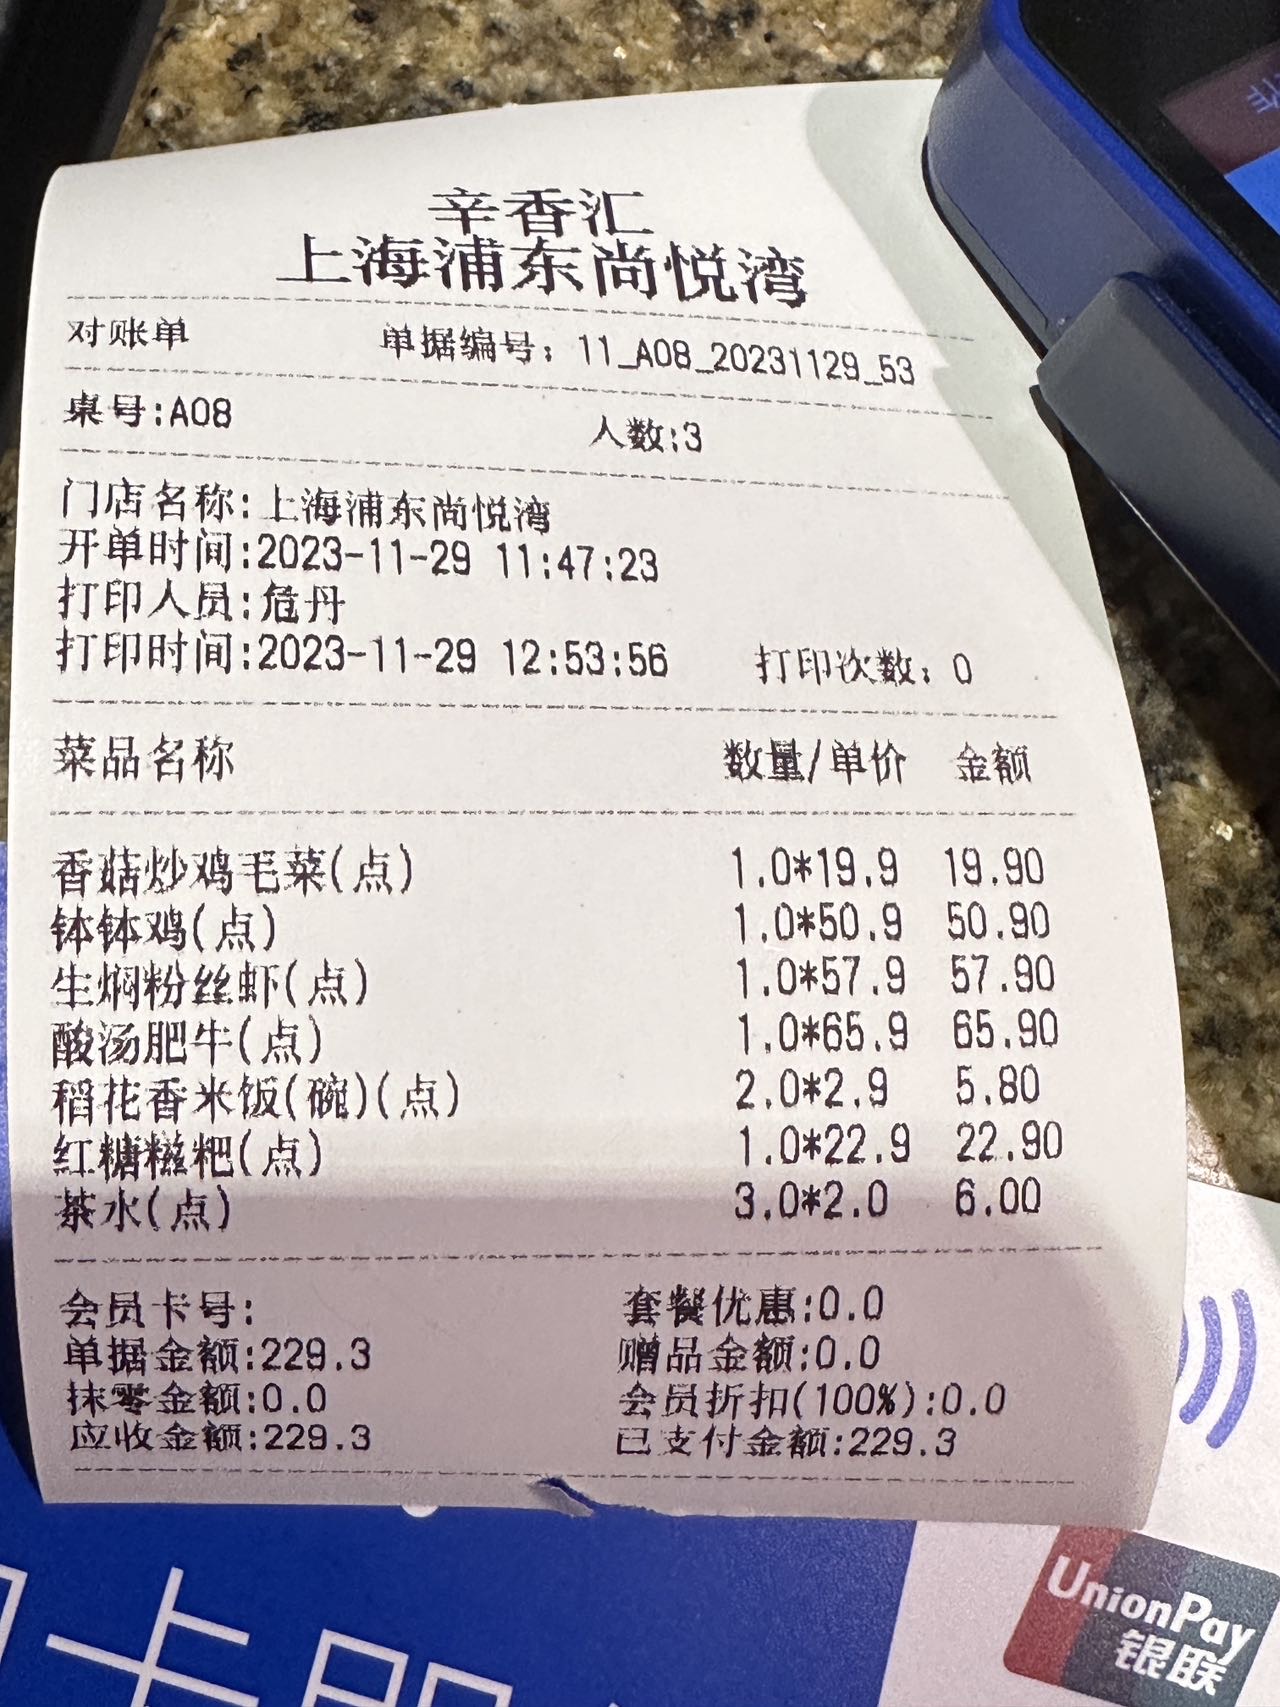 辛香汇
上海浦东尚悦湾
对账单 单据编号：11_A08_20231129_53
桌号:A08 人数:3
门店名称:上海浦东尚悦湾
开单时间:2023-11-29 11:47:23
打印人员:危丹
打印时间:2023-11-29 12:53:56 打印次数：0
菜品名称 数量/单价 金额
香菇炒鸡毛菜(点) 1.0*19.9 19.90
钵钵鸡(点) 1.0*50.9 50.90
生焖粉丝虾(点) 1.0*57.9 57.90
酸汤肥牛(点) 1.0*65.9 65.90
稻花香米饭(碗)(点) 2.0*2.9 5.80
红糖糍粑(点) 1.0*22.9 22.90
茶水(点) 3.0*2.0 6.00
会员卡号: 套餐优惠:0.0
单据金额:229.3 赠品金额:0.0
抹零金额:0.0 会员折扣(100%):0.0
应收金额:229.3 已支付金额:229.3
UnionPay
银联